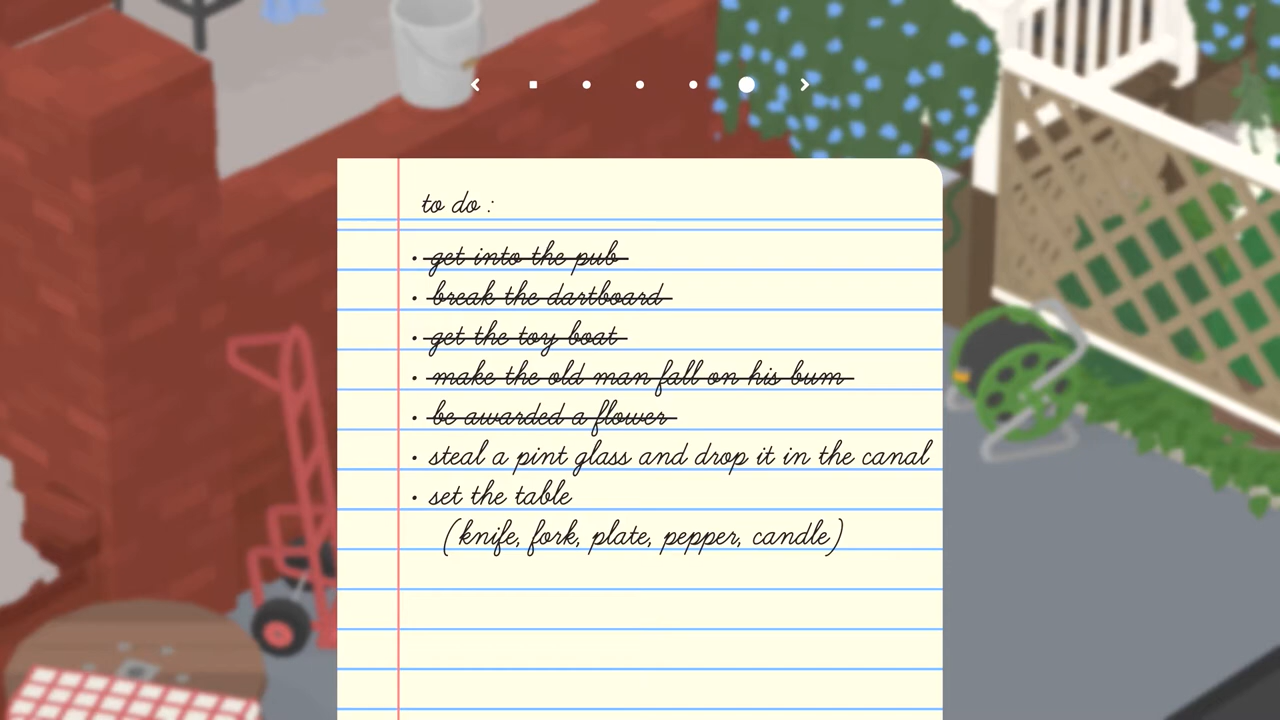 to do :
• get into the pub
• break the dartboard
• get the toy boat
• make the old man fall on his bum
• be awarded a flower
• steal a pint glass and drop it in the canal
• set the table
(knife, fork, plate, pepper, candle)